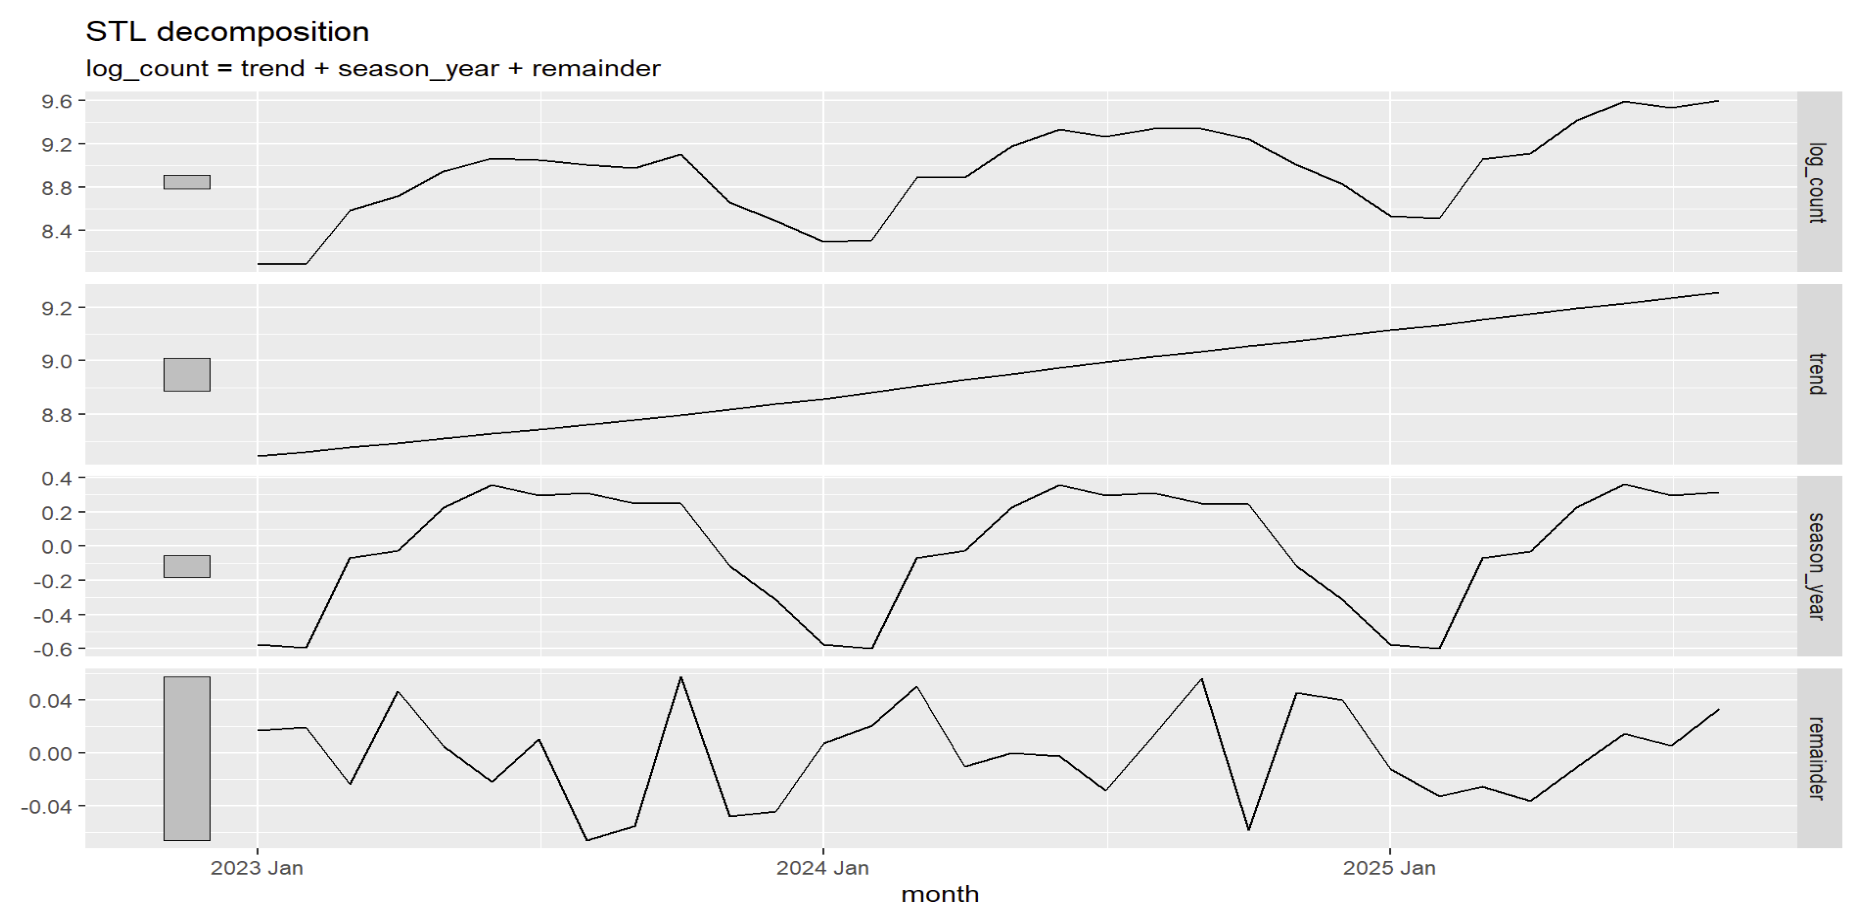 STL decomposition
log_count = trend + season_year + remainder
9.6
9.2
8.8
8.4
log_count
9.2
9.0
8.8
trend
0.4
0.2
0.0
-0.2
-0.4
-0.6
season_year
0.04
0.00
-0.04
remainder
2023 Jan
2024 Jan
2025 Jan
month